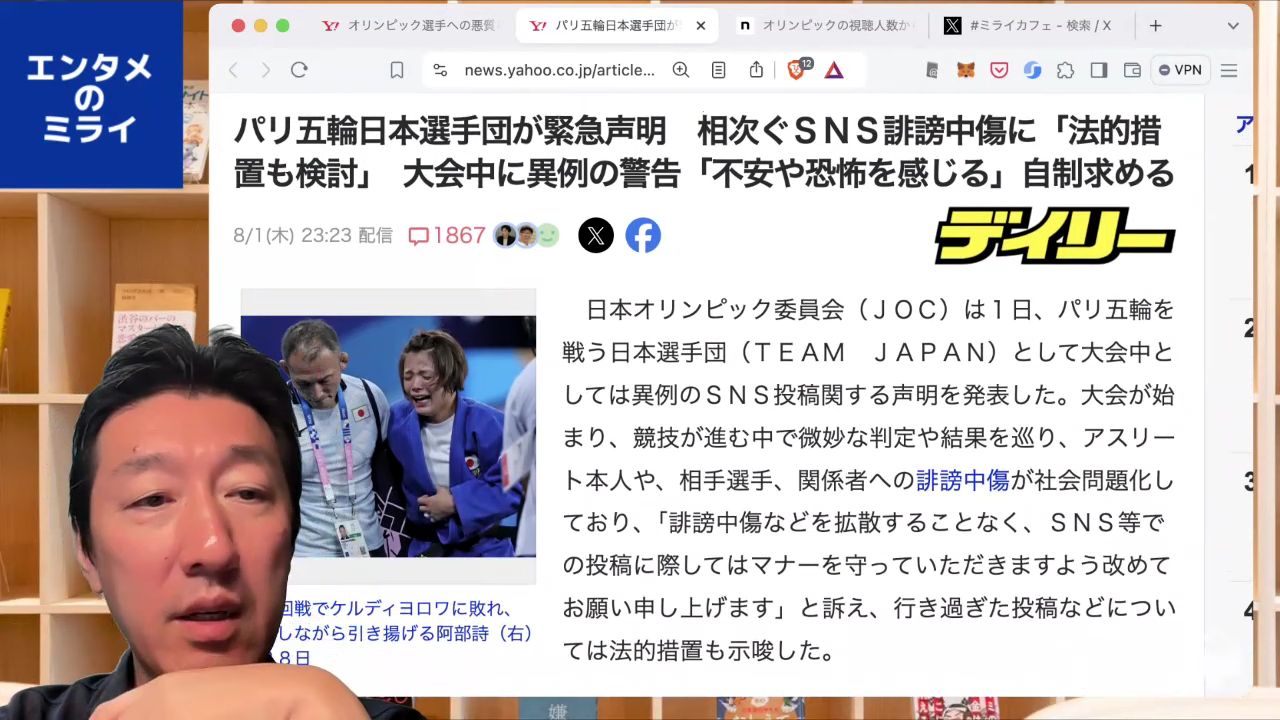 エンタメ
の
ミライ
オリンピック選手への悪質な
パリ五輪日本選手団が
オリンピックの視聴人数から
#ミライカフェ - 検索 / X
news.yahoo.co.jp/article...
12
VPN
パリ五輪日本選手団が緊急声明　相次ぐＳＮＳ誹謗中傷に「法的措
置も検討」　大会中に異例の警告「不安や恐怖を感じる」自制求める
8/1(木) 23:23 配信
1867
デイリー
日本オリンピック委員会（ＪＯＣ）は１日、パリ五輪を
戦う日本選手団（ＴＥＡＭ　ＪＡＰＡＮ）として大会中と
しては異例のＳＮＳ投稿関する声明を発表した。大会が始
まり、競技が進む中で微妙な判定や結果を巡り、アスリー
ト本人や、相手選手、関係者への誹謗中傷が社会問題化し
ており、「誹謗中傷などを拡散することなく、ＳＮＳ等で
の投稿に際してはマナーを守っていただきますよう改めて
お願い申し上げます」と訴え、行き過ぎた投稿などについ
ては法的措置も示唆した。
回戦でケルディヨロワに敗れ、
しながら引き揚げる阿部詩（右）
８日
ア
1
2
3
4
渋谷のバーの
嫌